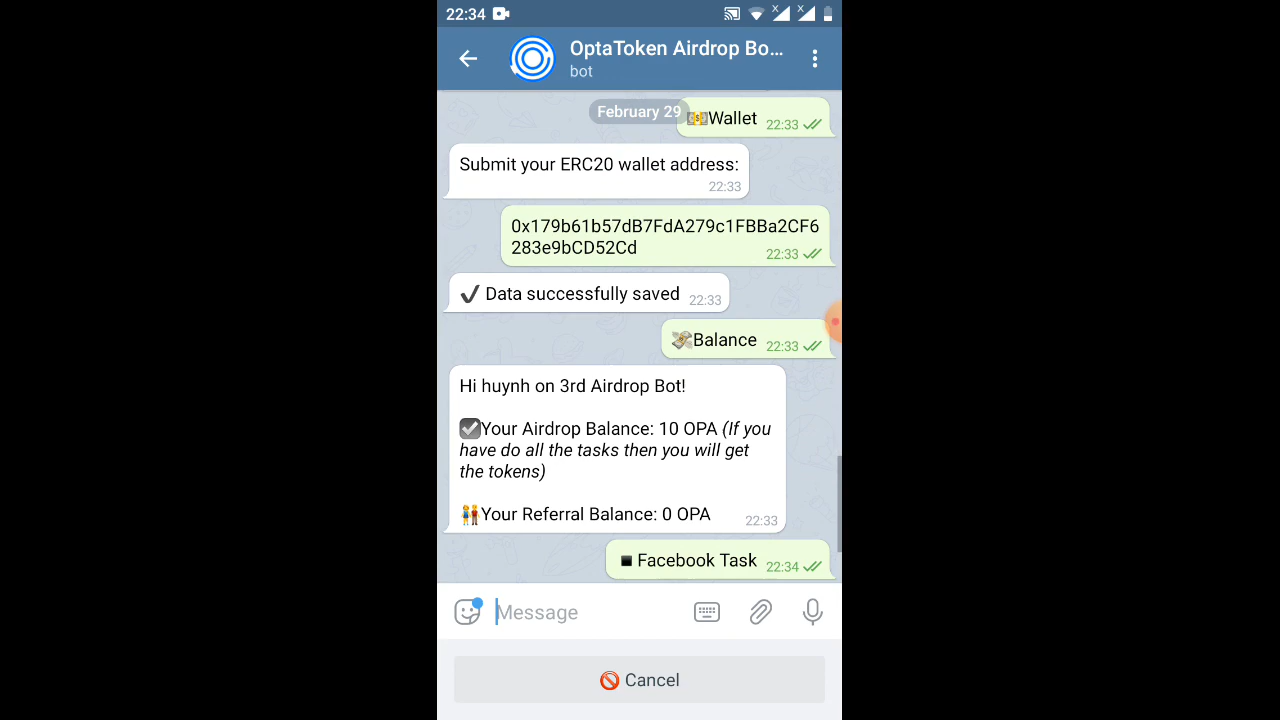 22:34
OptaToken Airdrop Bo...
bot
February 29
Wallet 22:33
Submit your ERC20 wallet address:
22:33
0x179b61b57dB7FdA279c1FBBa2CF6
283e9bCD52Cd 22:33
Data successfully saved 22:33
Balance 22:33
Hi huynh on 3rd Airdrop Bot!
Your Airdrop Balance: 10 OPA (If you
have do all the tasks then you will get
the tokens)
Your Referral Balance: 0 OPA 22:33
Facebook Task 22:34
Message
Cancel